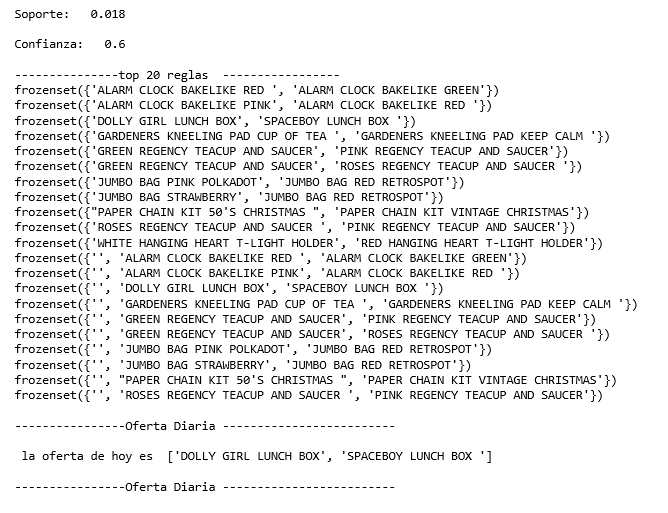 Soporte:   0.018
Confianza:   0.6
---------------top 20 reglas  -----------------
frozenset({'ALARM CLOCK BAKELIKE RED ', 'ALARM CLOCK BAKELIKE GREEN'})
frozenset({'ALARM CLOCK BAKELIKE PINK', 'ALARM CLOCK BAKELIKE RED '})
frozenset({'DOLLY GIRL LUNCH BOX', 'SPACEBOY LUNCH BOX '})
frozenset({'GARDENERS KNEELING PAD CUP OF TEA ', 'GARDENERS KNEELING PAD KEEP CALM '})
frozenset({'GREEN REGENCY TEACUP AND SAUCER', 'PINK REGENCY TEACUP AND SAUCER'})
frozenset({'GREEN REGENCY TEACUP AND SAUCER', 'ROSES REGENCY TEACUP AND SAUCER '})
frozenset({'JUMBO BAG PINK POLKADOT', 'JUMBO BAG RED RETROSPOT'})
frozenset({'JUMBO BAG STRAWBERRY', 'JUMBO BAG RED RETROSPOT'})
frozenset({"PAPER CHAIN KIT 50'S CHRISTMAS ", 'PAPER CHAIN KIT VINTAGE CHRISTMAS'})
frozenset({'ROSES REGENCY TEACUP AND SAUCER ', 'PINK REGENCY TEACUP AND SAUCER'})
frozenset({'WHITE HANGING HEART T-LIGHT HOLDER', 'RED HANGING HEART T-LIGHT HOLDER'})
frozenset({'', 'ALARM CLOCK BAKELIKE RED ', 'ALARM CLOCK BAKELIKE GREEN'})
frozenset({'', 'ALARM CLOCK BAKELIKE PINK', 'ALARM CLOCK BAKELIKE RED '})
frozenset({'', 'DOLLY GIRL LUNCH BOX', 'SPACEBOY LUNCH BOX '})
frozenset({'', 'GARDENERS KNEELING PAD CUP OF TEA ', 'GARDENERS KNEELING PAD KEEP CALM '})
frozenset({'', 'GREEN REGENCY TEACUP AND SAUCER', 'PINK REGENCY TEACUP AND SAUCER'})
frozenset({'', 'GREEN REGENCY TEACUP AND SAUCER', 'ROSES REGENCY TEACUP AND SAUCER '})
frozenset({'', 'JUMBO BAG PINK POLKADOT', 'JUMBO BAG RED RETROSPOT'})
frozenset({'', 'JUMBO BAG STRAWBERRY', 'JUMBO BAG RED RETROSPOT'})
frozenset({'', "PAPER CHAIN KIT 50'S CHRISTMAS ", 'PAPER CHAIN KIT VINTAGE CHRISTMAS'})
frozenset({'', 'ROSES REGENCY TEACUP AND SAUCER ', 'PINK REGENCY TEACUP AND SAUCER'})
----------------Oferta Diaria -------------------------
la oferta de hoy es  ['DOLLY GIRL LUNCH BOX', 'SPACEBOY LUNCH BOX ']
----------------Oferta Diaria -------------------------